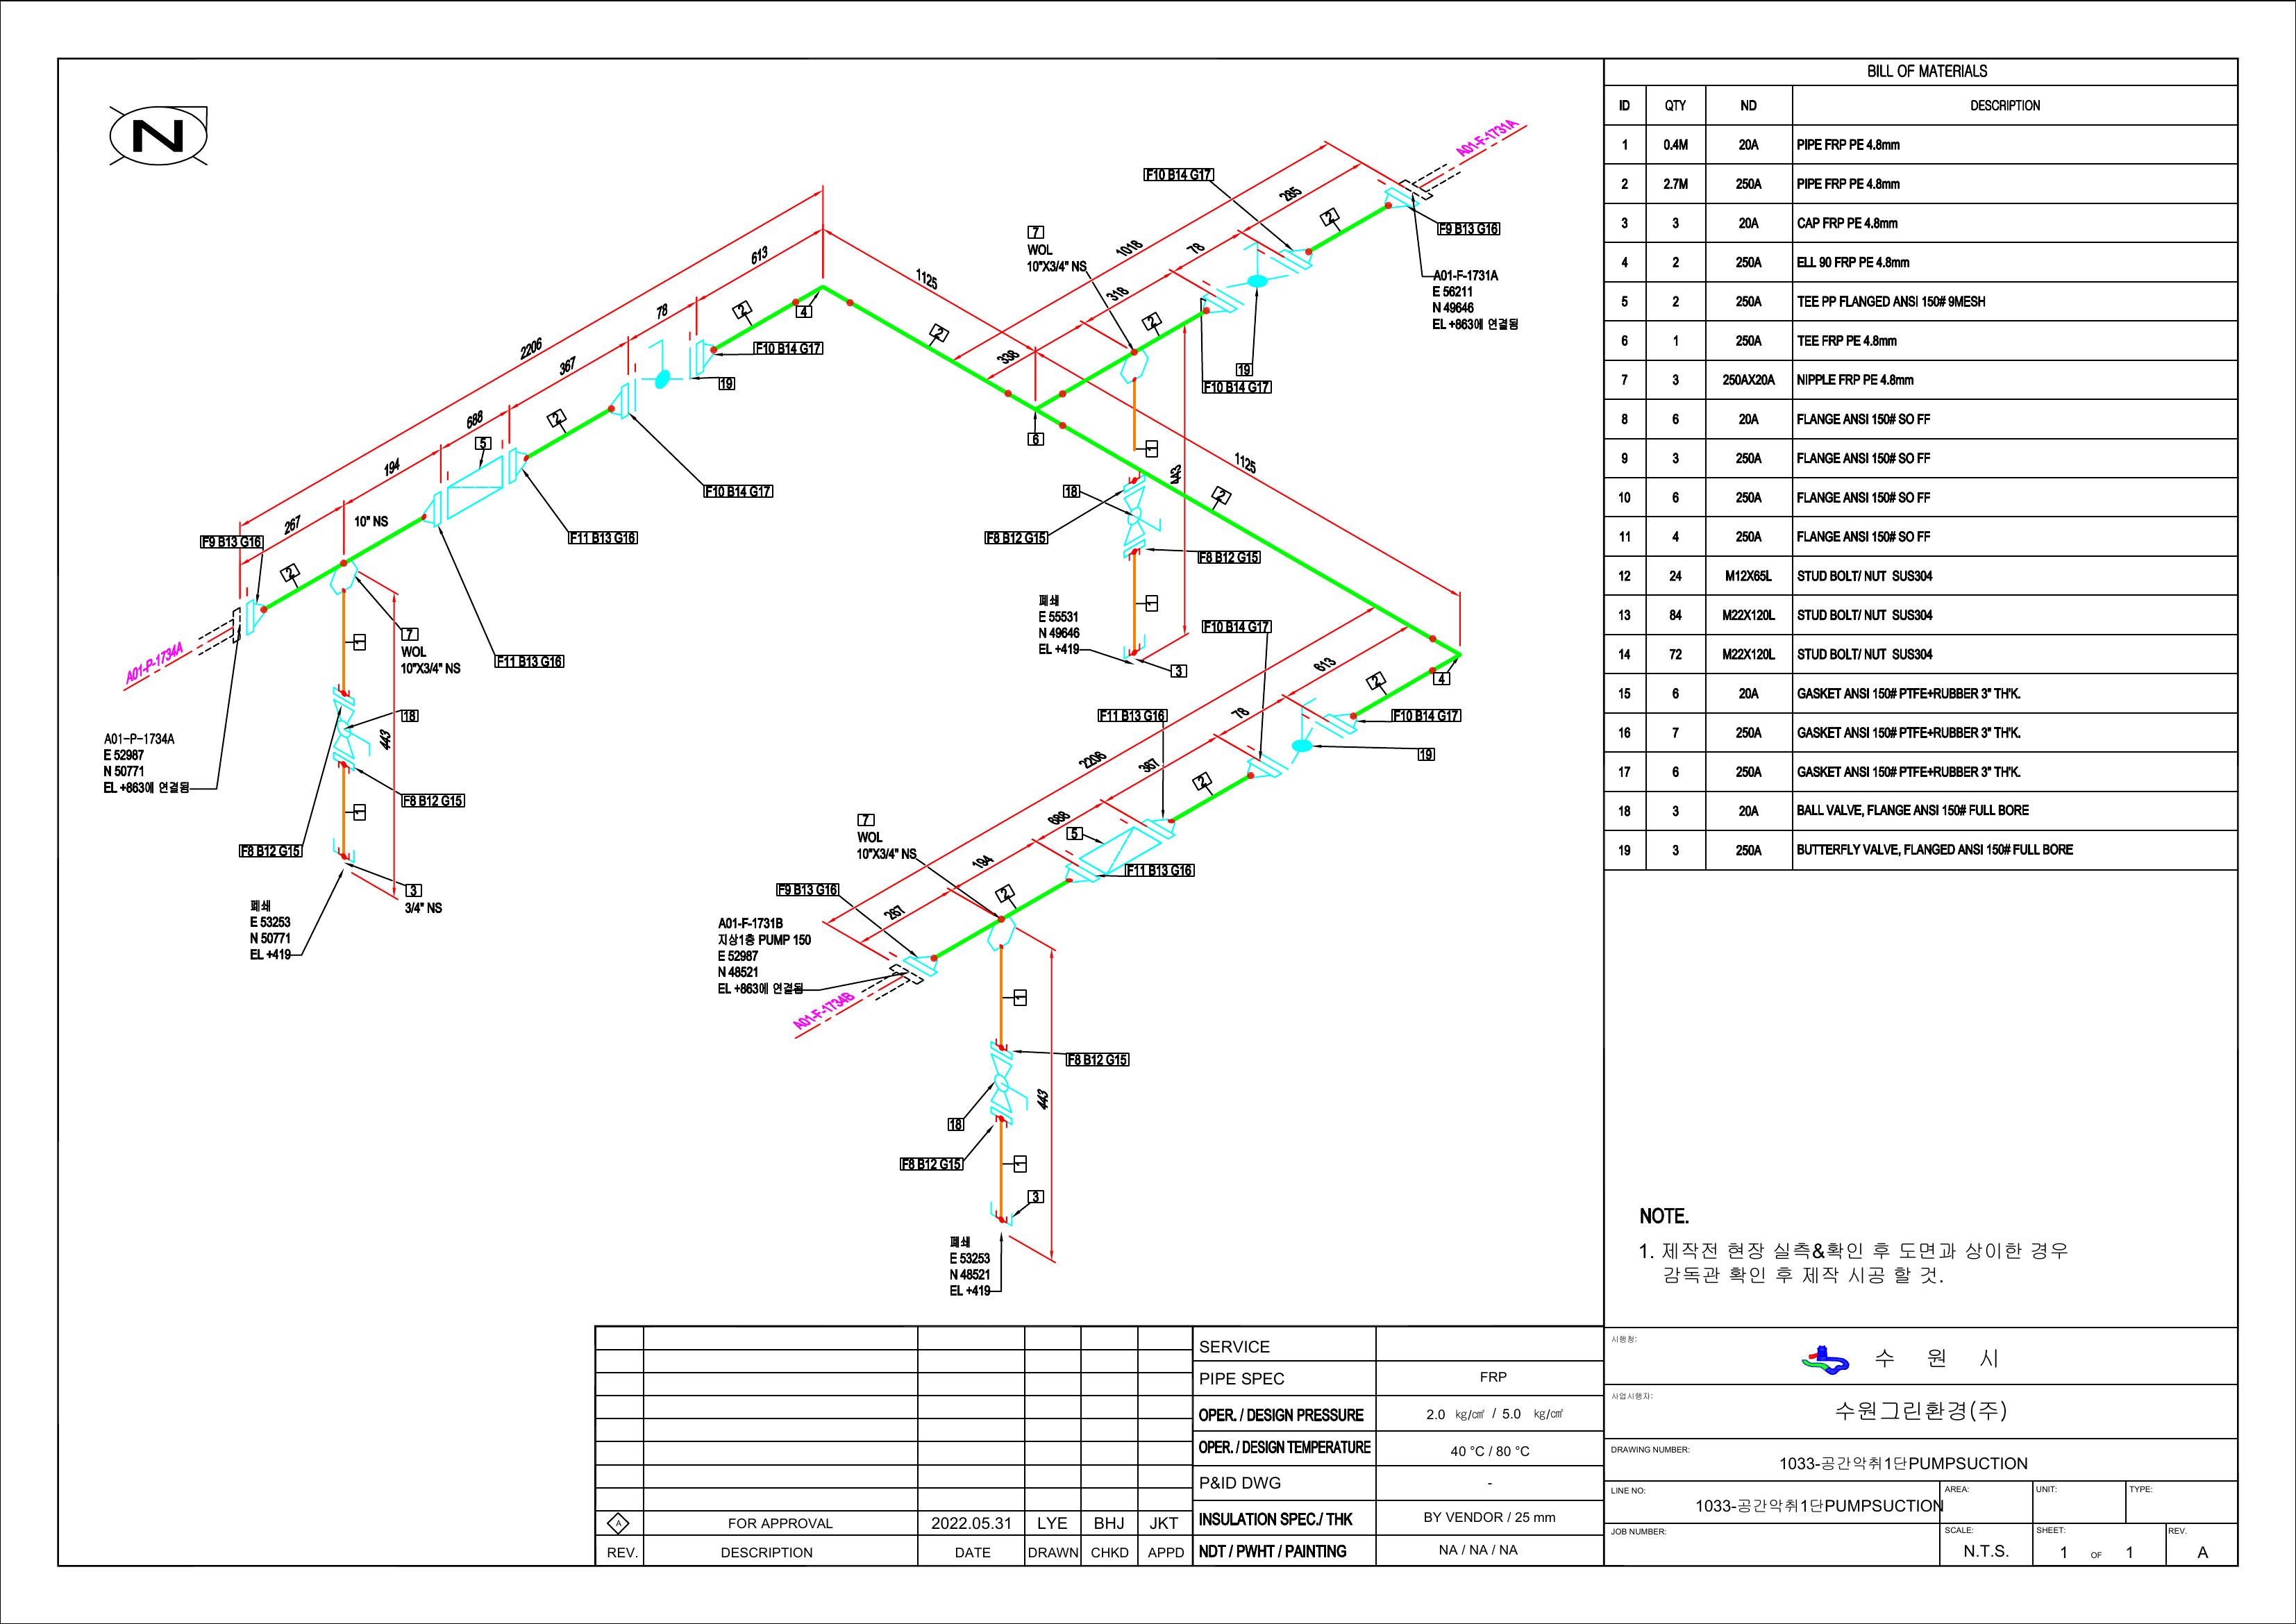 N
2206
613
78
367
688
194
267
10" NS
2
4
F10 B14 G17
19
2
F10 B14 G17
5
F11 B13 G16
F9 B13 G16
2
F11 B13 G16
7
WOL
10"X3/4" NS
1
18
443
F8 B12 G15
1
F8 B12 G15
3
3/4" NS
A01-P-1734A
A01-P-1734A
E 52987
N 50771
EL +863에 연결됨
폐쇄
E 53253
N 50771
EL +419
1125
2
6
1125
2
F10 B14 G17
7
WOL
10"X3/4" NS
1018
285
78
318
338
2
2
19
F10 B14 G17
F9 B13 G16
A01-F-1731A
A01-F-1731A
E 56211
N 49646
EL +863에 연결됨
1
18
F8 B12 G15
F8 B12 G15
1
3
폐쇄
E 55531
N 49646
EL +419
F10 B14 G17
613
2
4
F10 B14 G17
19
F11 B13 G16
78
2206
367
2
688
5
194
F11 B13 G16
7
WOL
10"X3/4" NS
2
267
F9 B13 G16
A01-F-1731B
지상1층 PUMP 150
E 52987
N 48521
EL +863에 연결됨
A01-F-1734B
1
F8 B12 G15
443
18
F8 B12 G15
1
3
폐쇄
E 53253
N 48521
EL +419
BILL OF MATERIALS
ID QTY ND DESCRIPTION
1 0.4M 20A PIPE FRP PE 4.8mm
2 2.7M 250A PIPE FRP PE 4.8mm
3 3 20A CAP FRP PE 4.8mm
4 2 250A ELL 90 FRP PE 4.8mm
5 2 250A TEE PP FLANGED ANSI 150# 9MESH
6 1 250A TEE FRP PE 4.8mm
7 3 250AX20A NIPPLE FRP PE 4.8mm
8 6 20A FLANGE ANSI 150# SO FF
9 3 250A FLANGE ANSI 150# SO FF
10 6 250A FLANGE ANSI 150# SO FF
11 4 250A FLANGE ANSI 150# SO FF
12 24 M12X65L STUD BOLT/ NUT SUS304
13 84 M22X120L STUD BOLT/ NUT SUS304
14 72 M22X120L STUD BOLT/ NUT SUS304
15 6 20A GASKET ANSI 150# PTFE+RUBBER 3" TH'K.
16 7 250A GASKET ANSI 150# PTFE+RUBBER 3" TH'K.
17 6 250A GASKET ANSI 150# PTFE+RUBBER 3" TH'K.
18 3 20A BALL VALVE, FLANGE ANSI 150# FULL BORE
19 3 250A BUTTERFLY VALVE, FLANGED ANSI 150# FULL BORE
NOTE.
1. 제작전 현장 실측&확인 후 도면과 상이한 경우
감독관 확인 후 제작 시공 할 것.
시행청:
수 원 시
사업시행자:
수원그린환경(주)
DRAWING NUMBER:
1033-공간악취1단PUMPSUCTION
LINE NO:
1033-공간악취1단PUMPSUCTION
AREA: UNIT: TYPE:
JOB NUMBER:
SCALE: N.T.S.
SHEET: 1 OF 1
REV. A
SERVICE
PIPE SPEC FRP
OPER. / DESIGN PRESSURE 2.0 ㎏/㎠ / 5.0 ㎏/㎠
OPER. / DESIGN TEMPERATURE 40 °C / 80 °C
P&ID DWG -
INSULATION SPEC./ THK BY VENDOR / 25 mm
NDT / PWHT / PAINTING NA / NA / NA
A FOR APPROVAL 2022.05.31 LYE BHJ JKT
REV. DESCRIPTION DATE DRAWN CHKD APPD